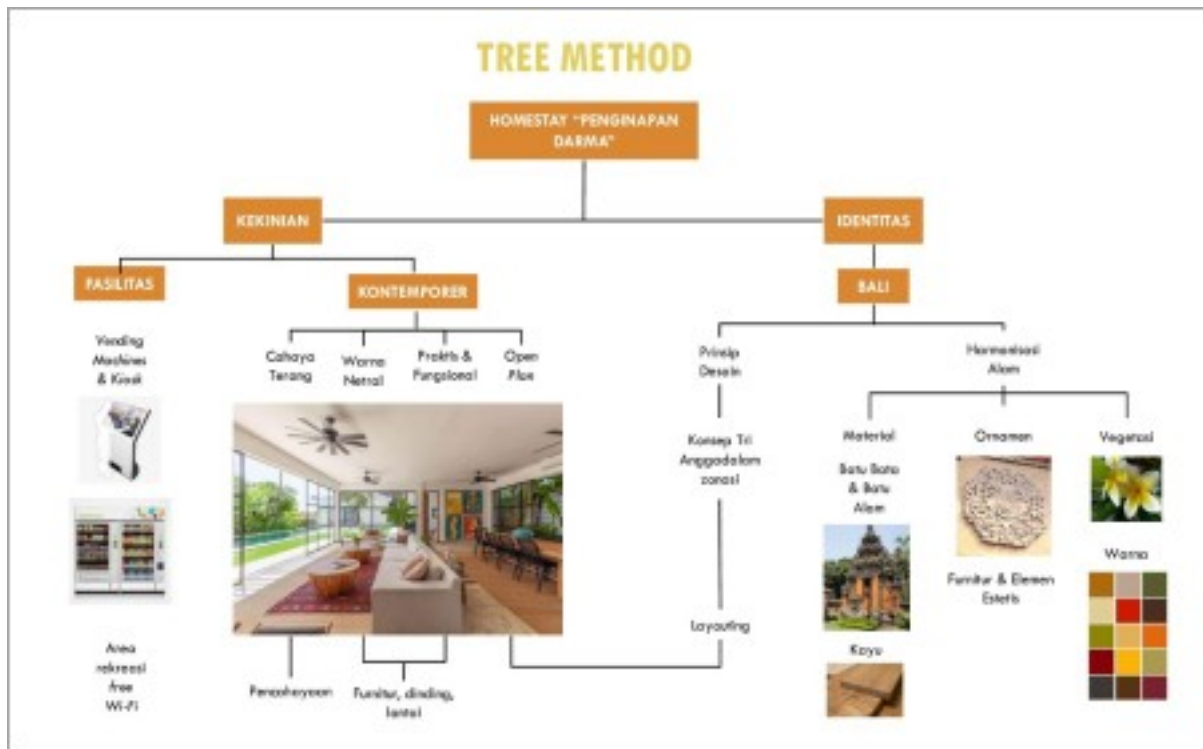 TREE METHOD
HOMESTAY "PENGINAPAN
DARMA"
KEKINIAN
IDENTITAS
FASILITAS
KONTEMPORER
BALI
Vending
Machines
& Kiosk
Cahaya
Terang
Warna
Netral
Praktis &
Fungsional
Open
Plan
Prinsip
Desain
Harmonisasi
Alam
Konsep Tri
Anggadalam
zonasi
Material
Ornamen
Vegetasi
Batu Bata
& Batu
Alam
Warna
Furnitur & Elemen
Estetis
Layouting
Kayu
Area
rekreasi
free
Wi-Fi
Pencahayaan
Furnitur, dinding,
lantai